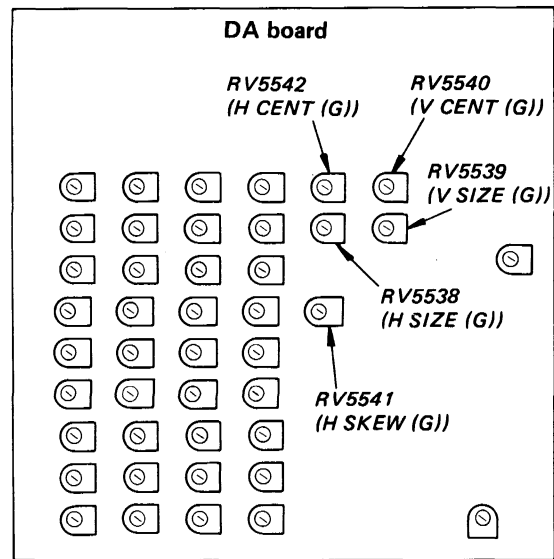 DA board
RV5542
(H CENT (G))
RV5540
(V CENT (G))
RV5539
(V SIZE (G))
RV5538
(H SIZE (G))
RV5541
(H SKEW (G))